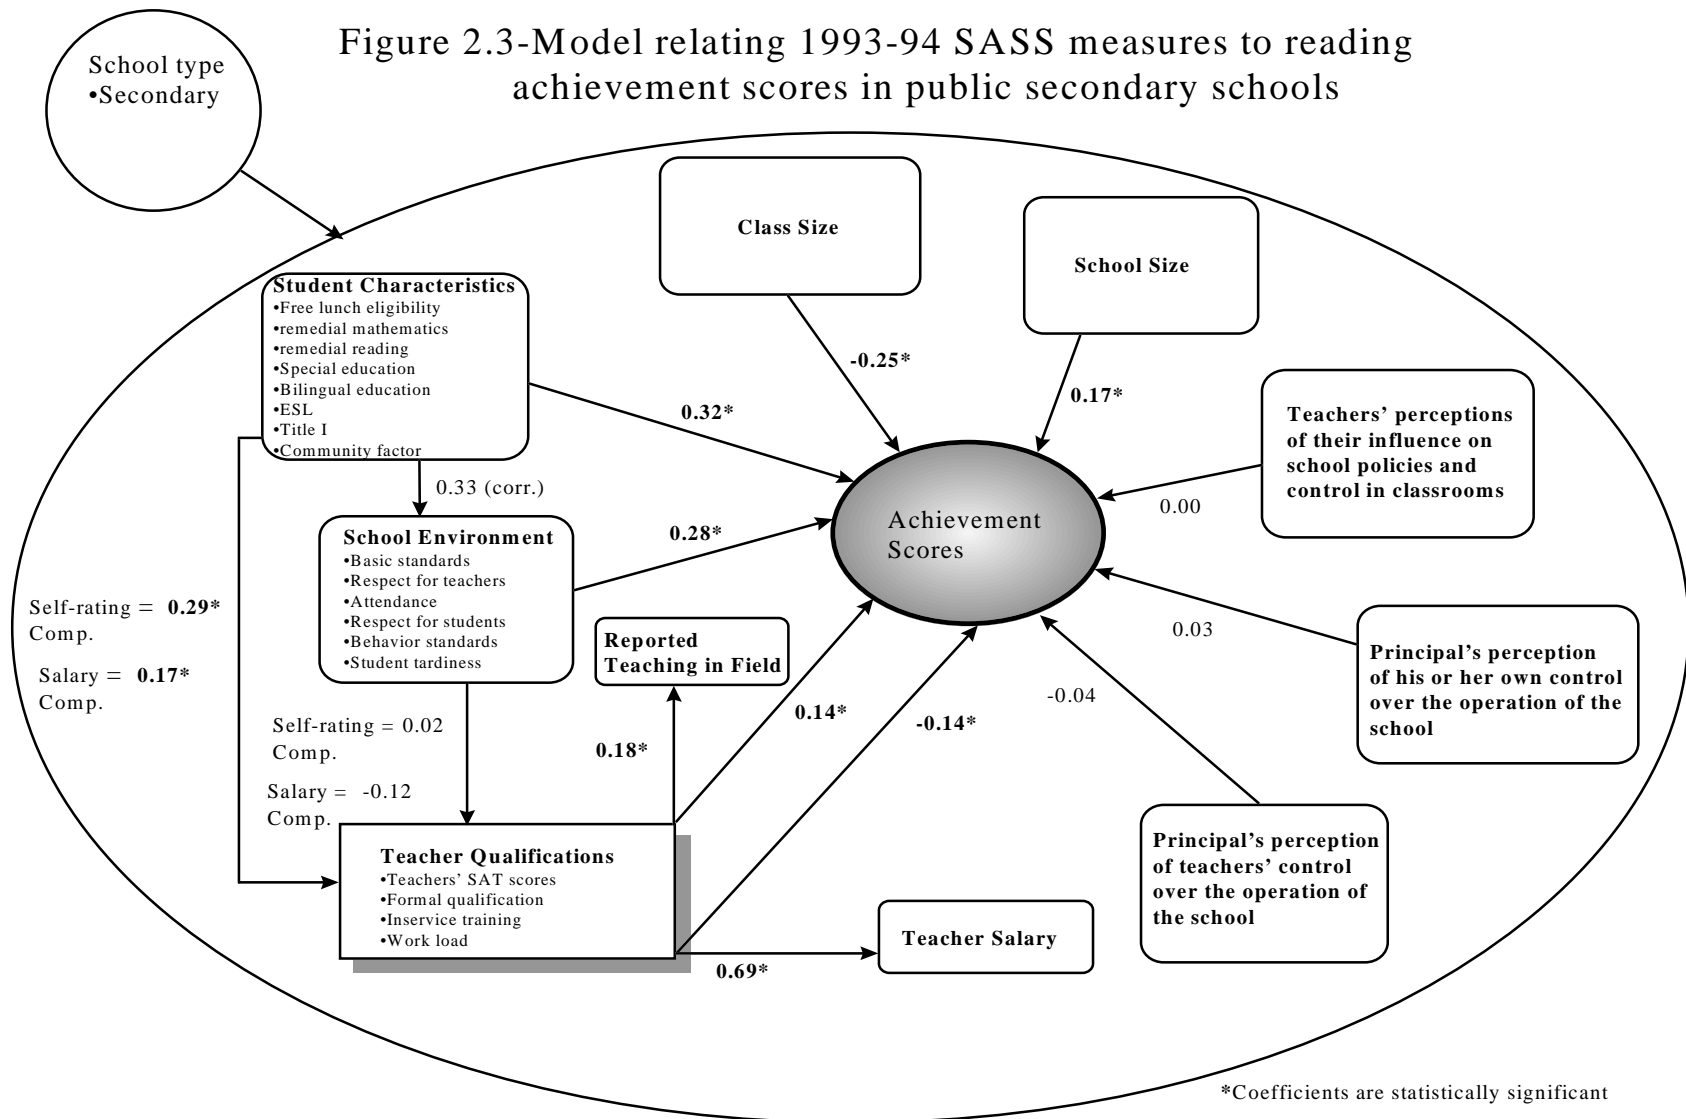 Figure 2.3-Model relating 1993-94 SASS measures to reading
achievement scores in public secondary schools
School type
•Secondary
Class Size
School Size
Student Characteristics
•Free lunch eligibility
•remedial mathematics
•remedial reading
•Special education
•Bilingual education
•ESL
•Title I
•Community factor
-0.25*
0.17*
0.32*
Teachers' perceptions
of their influence on
school policies and
control in classrooms
0.33 (corr.)
0.00
School Environment
•Basic standards
•Respect for teachers
•Attendance
•Respect for students
•Behavior standards
•Student tardiness
0.28*
Achievement
Scores
Self-rating = 0.29*
Comp.
Salary = 0.17*
Comp.
Reported
Teaching in Field
0.03
Principal's perception
of his or her own control
over the operation of the
school
Self-rating = 0.02
Comp.
Salary = -0.12
Comp.
0.18*
0.14*
-0.14*
-0.04
Principal's perception
of teachers' control
over the operation of
the school
Teacher Qualifications
•Teachers' SAT scores
•Formal qualification
•Inservice training
•Work load
0.69*
Teacher Salary
*Coefficients are statistically significant